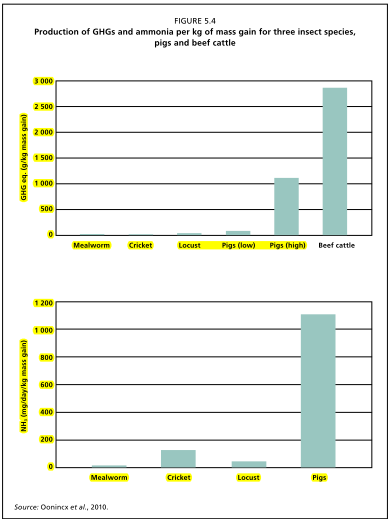 FIGURE 5.4
Production of GHGs and ammonia per kg of mass gain for three insect species,
pigs and beef cattle
GHG eq. (g/kg mass gain)
3 000
2 500
2 000
1 500
1 000
500
0
Mealworm Cricket Locust Pigs (low) Pigs (high) Beef cattle
NH₃ (mg/day/kg mass gain)
1 200
1 000
800
600
400
200
0
Mealworm Cricket Locust Pigs
Source: Oonincx et al., 2010.